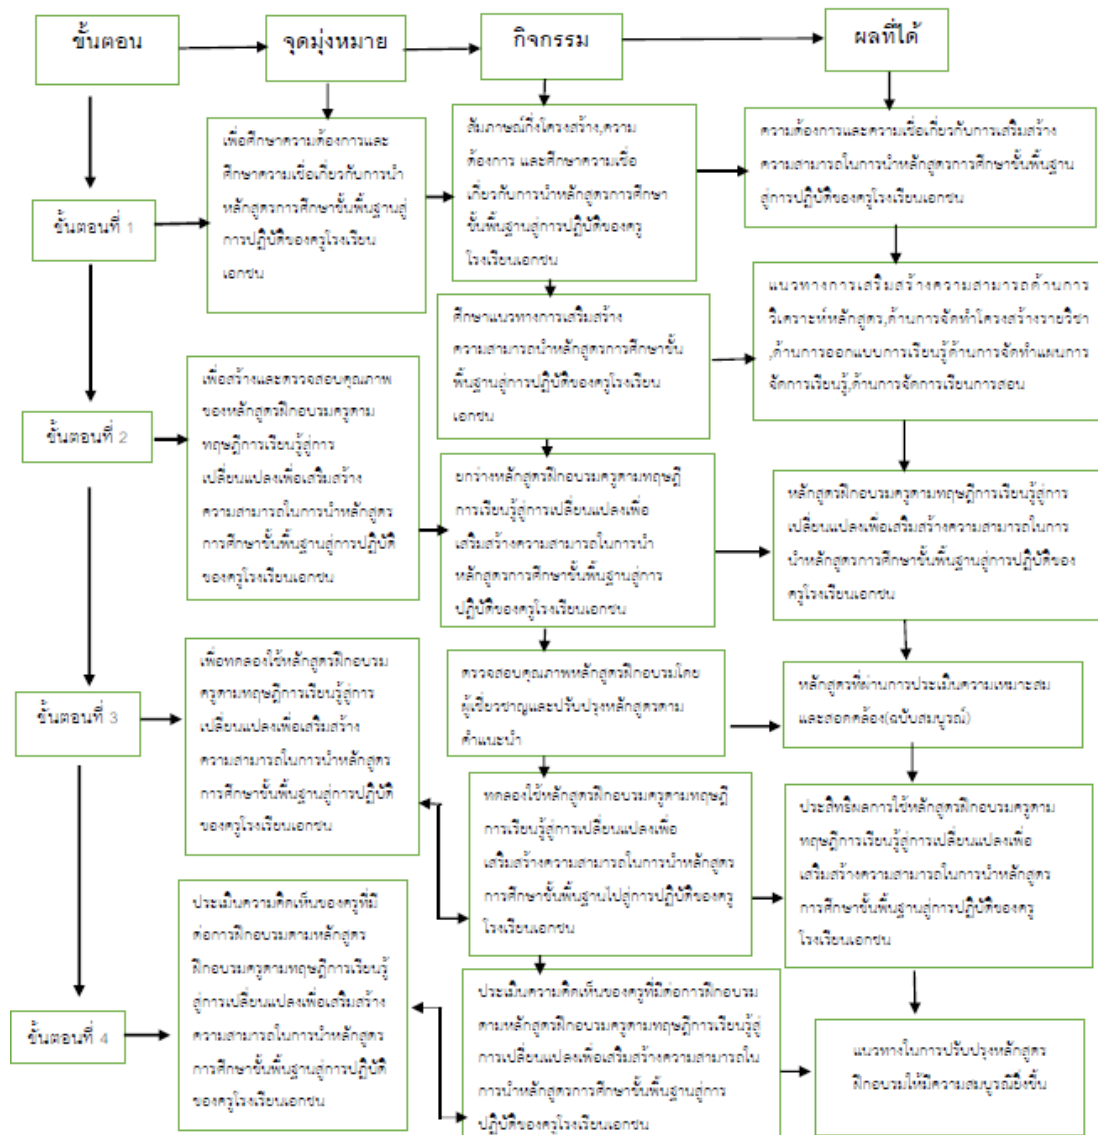 ขั้นตอน
จุดมุ่งหมาย
กิจกรรม
ผลที่ได้
ขั้นตอนที่ 1
เพื่อศึกษาความต้องการและ
ศึกษาความเชื่อเกี่ยวกับการนำ
หลักสูตรการศึกษาขั้นพื้นฐานสู่
การปฏิบัติของครูโรงเรียน
เอกชน
สัมภาษณ์กึ่งโครงสร้าง,ความ
ต้องการ และศึกษาความเชื่อ
เกี่ยวกับการนำหลักสูตรการศึกษา
ขั้นพื้นฐานสู่การปฏิบัติของครู
โรงเรียนเอกชน
ความต้องการและความเชื่อเกี่ยวกับการเสริมสร้าง
ความสามารถในการนำหลักสูตรการศึกษาขั้นพื้นฐาน
สู่การปฏิบัติของครูโรงเรียนเอกชน
ศึกษาแนวทางการเสริมสร้าง
ความสามารถนำหลักสูตรการศึกษาขั้น
พื้นฐานสู่การปฏิบัติของครูโรงเรียน
เอกชน
แนวทางการเสริมสร้างความสามารถด้านการ
วิเคราะห์หลักสูตร,ด้านการจัดทำโครงสร้างรายวิชา
,ด้านการออกแบบการเรียนรู้ด้านการจัดทำแผนการ
จัดการเรียนรู้,ด้านการจัดการเรียนการสอน
ขั้นตอนที่ 2
เพื่อสร้างและตรวจสอบคุณภาพ
ของหลักสูตรฝึกอบรมครูตาม
ทฤษฎีการเรียนรู้สู่การ
เปลี่ยนแปลงเพื่อเสริมสร้าง
ความสามารถในการนำหลักสูตร
การศึกษาขั้นพื้นฐานสู่การปฏิบัติ
ของครูโรงเรียนเอกชน
ยกร่างหลักสูตรฝึกอบรมครูตามทฤษฎี
การเรียนรู้สู่การเปลี่ยนแปลงเพื่อ
เสริมสร้างความสามารถในการนำ
หลักสูตรการศึกษาขั้นพื้นฐานสู่การ
ปฏิบัติของครูโรงเรียนเอกชน
หลักสูตรฝึกอบรมครูตามทฤษฎีการเรียนรู้สู่การ
เปลี่ยนแปลงเพื่อเสริมสร้างความสามารถในการ
นำหลักสูตรการศึกษาขั้นพื้นฐานสู่การปฏิบัติของ
ครูโรงเรียนเอกชน
ตรวจสอบคุณภาพหลักสูตรฝึกอบรมโดย
ผู้เชี่ยวชาญและปรับปรุงหลักสูตรตาม
คำแนะนำ
หลักสูตรที่ผ่านการประเมินความเหมาะสม
และสอดคล้อง(ฉบับสมบูรณ์)
ขั้นตอนที่ 3
เพื่อทดลองใช้หลักสูตรฝึกอบรม
ครูตามทฤษฎีการเรียนรู้สู่การ
เปลี่ยนแปลงเพื่อเสริมสร้าง
ความสามารถในการนำหลักสูตร
การศึกษาขั้นพื้นฐานสู่การปฏิบัติ
ของครูโรงเรียนเอกชน
ทดลองใช้หลักสูตรฝึกอบรมครูตามทฤษฎี
การเรียนรู้สู่การเปลี่ยนแปลงเพื่อ
เสริมสร้างความสามารถในการนำหลักสูตร
การศึกษาขั้นพื้นฐานไปสู่การปฏิบัติของครู
โรงเรียนเอกชน
ประสิทธิผลการใช้หลักสูตรฝึกอบรมครูตาม
ทฤษฎีการเรียนรู้สู่การเปลี่ยนแปลงเพื่อ
เสริมสร้างความสามารถในการนำหลักสูตร
การศึกษาขั้นพื้นฐานสู่การปฏิบัติของครู
โรงเรียนเอกชน
ขั้นตอนที่ 4
ประเมินความคิดเห็นของครูที่มี
ต่อการฝึกอบรมตามหลักสูตร
ฝึกอบรมครูตามทฤษฎีการเรียนรู้
สู่การเปลี่ยนแปลงเพื่อเสริมสร้าง
ความสามารถในการนำหลักสูตร
การศึกษาขั้นพื้นฐานสู่การปฏิบัติ
ของครูโรงเรียนเอกชน
ประเมินความคิดเห็นของครูที่มีต่อการฝึกอบรม
ตามหลักสูตรฝึกอบรมครูตามทฤษฎีการเรียนรู้สู่
การเปลี่ยนแปลงเพื่อเสริมสร้างความสามารถใน
การนำหลักสูตรการศึกษาขั้นพื้นฐานสู่การ
ปฏิบัติของครูโรงเรียนเอกชน
แนวทางในการปรับปรุงหลักสูตร
ฝึกอบรมให้มีความสมบูรณ์ยิ่งขึ้น